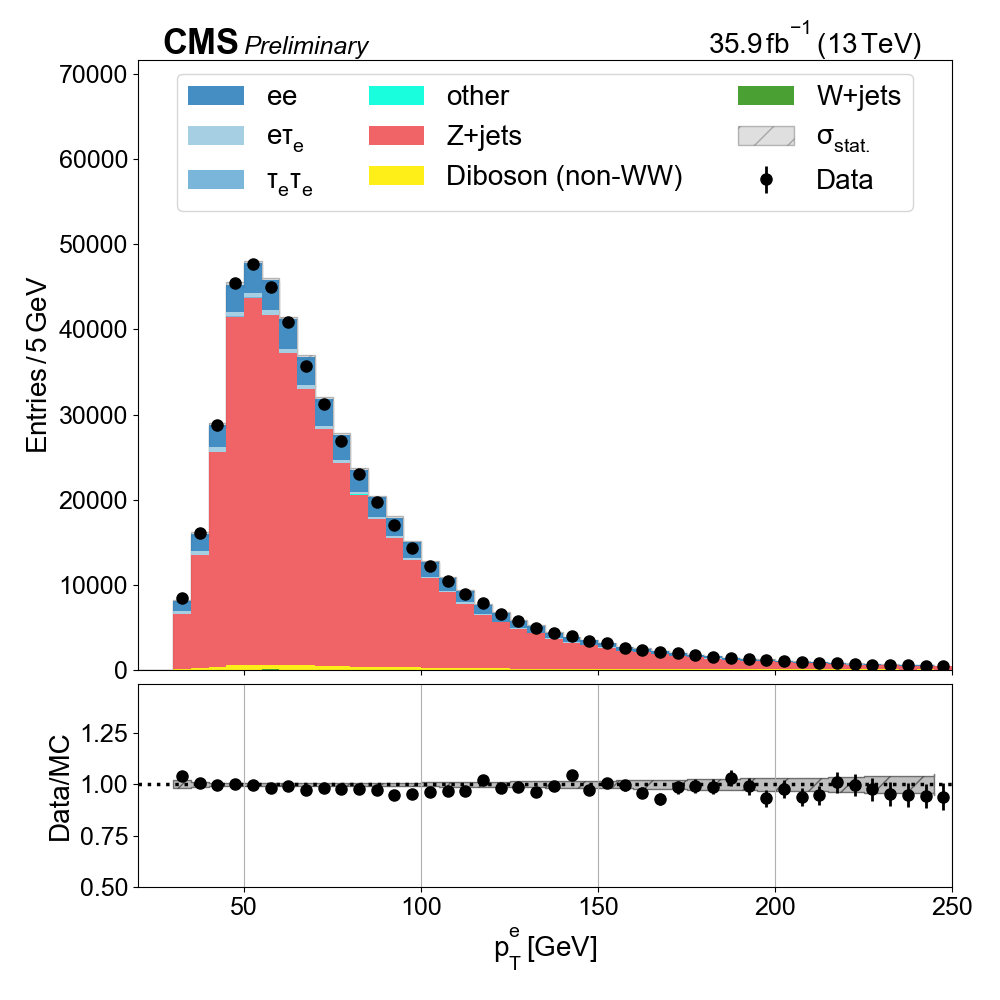 CMS Preliminary 35.9 fb⁻¹ (13 TeV)
70000
60000
50000
40000
30000
20000
10000
0
Entries / 5 GeV
ee
eτₑ
τₑτₑ
other
Z+jets
Diboson (non-WW)
W+jets
σstat.
Data
1.25
1.00
0.75
0.50
Data/MC
50 100 150 200 250
pTe [GeV]